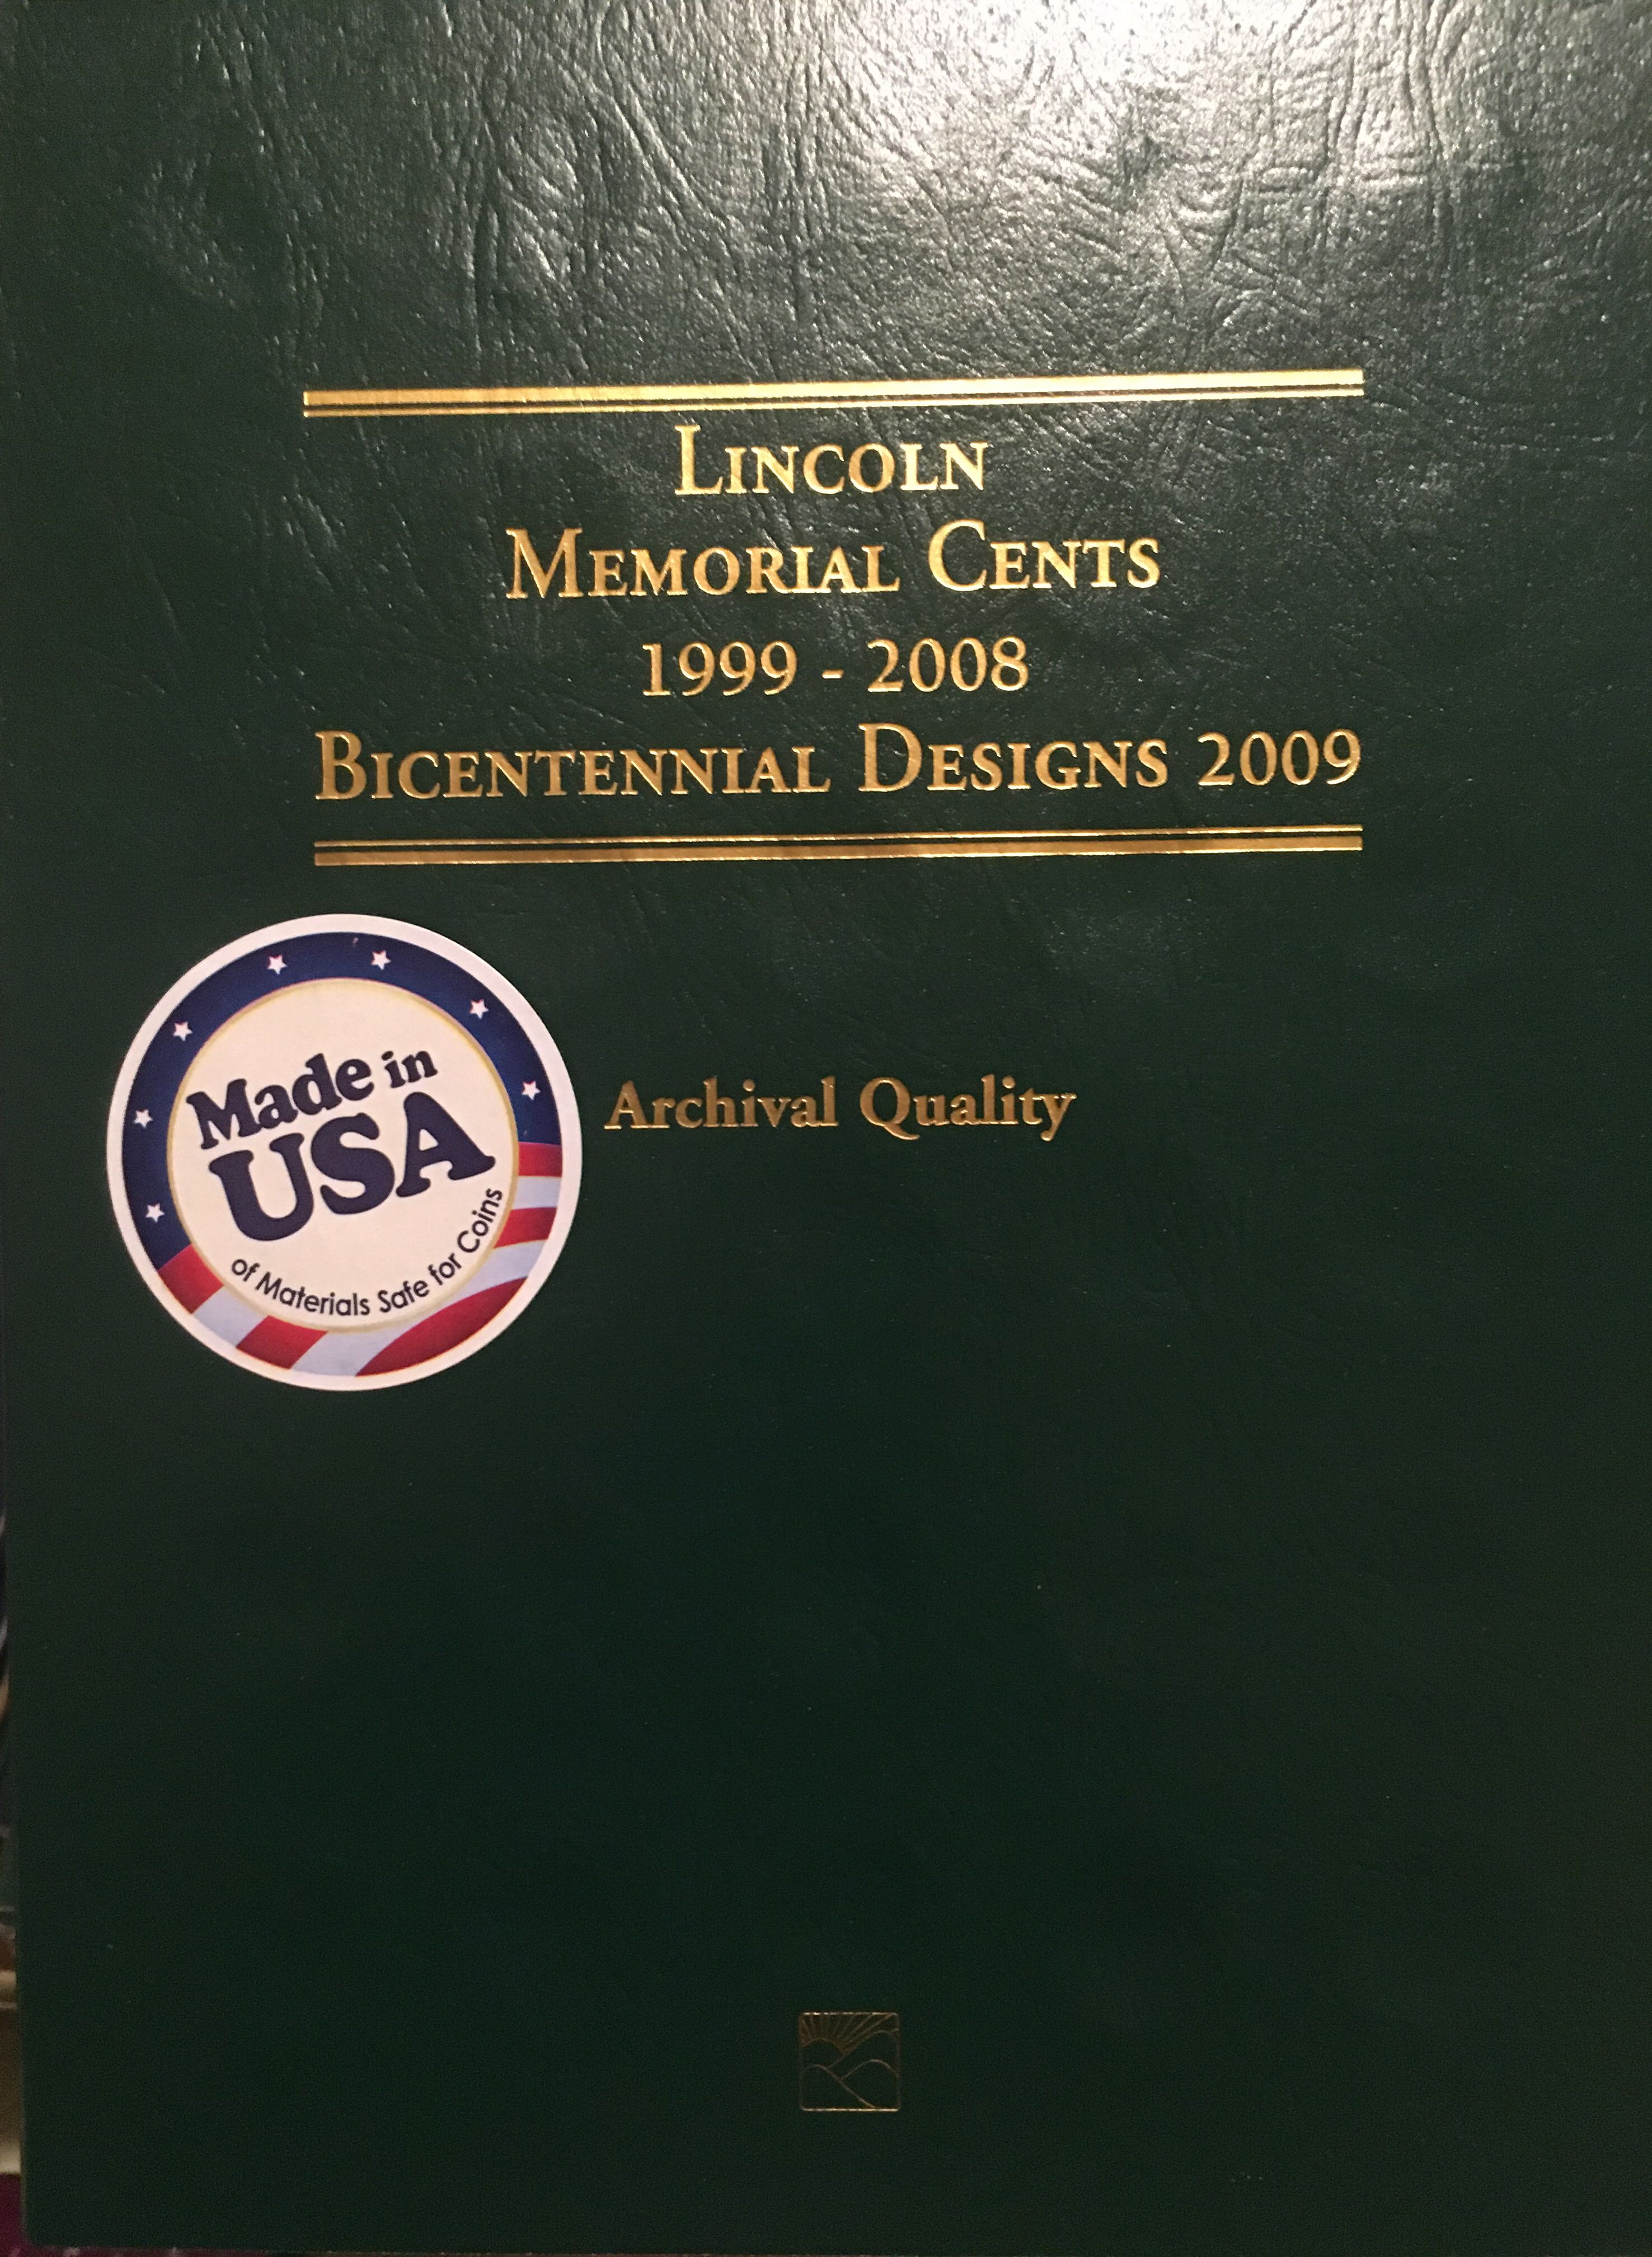 Lincoln
Memorial Cents
1999 - 2008
Bicentennial Designs 2009
Made in
USA
of Materials Safe for Coins
Archival Quality